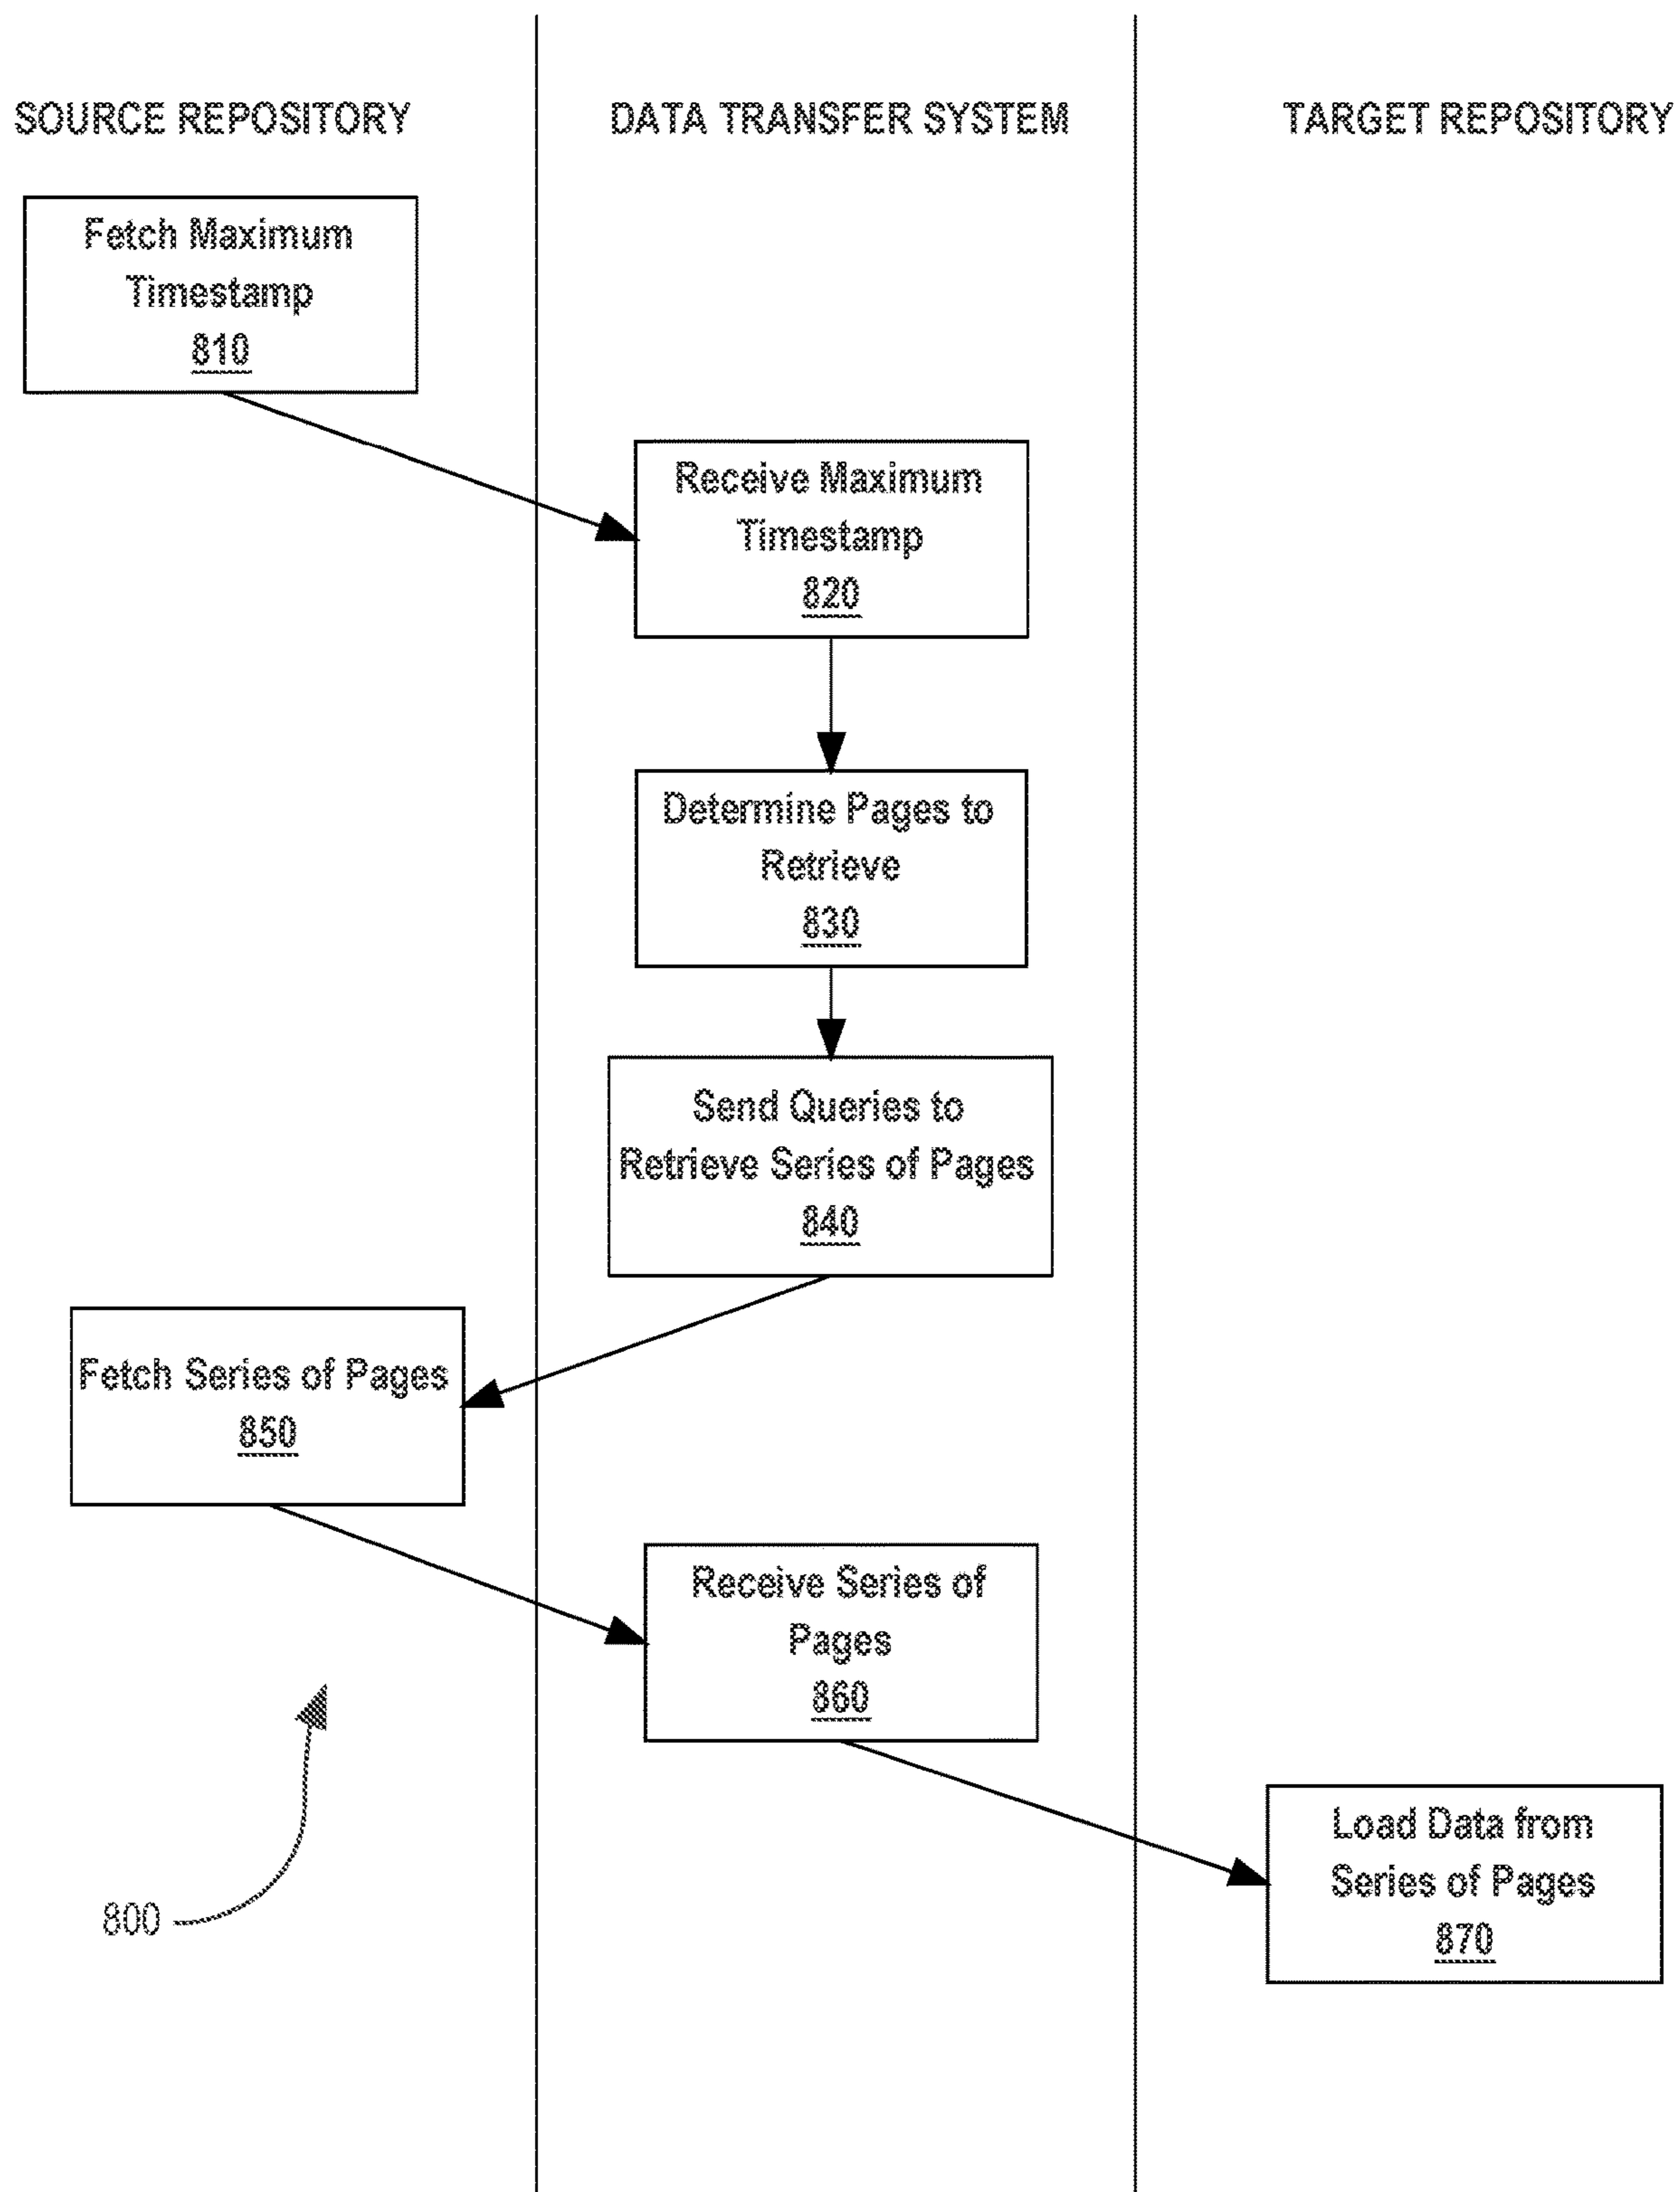 SOURCE REPOSITORY
DATA TRANSFER SYSTEM
TARGET REPOSITORY
Fetch Maximum
Timestamp
810
Receive Maximum
Timestamp
820
Determine Pages to
Retrieve
830
Send Queries to
Retrieve Series of Pages
840
Fetch Series of Pages
850
Receive Series of
Pages
860
Load Data from
Series of Pages
870
800